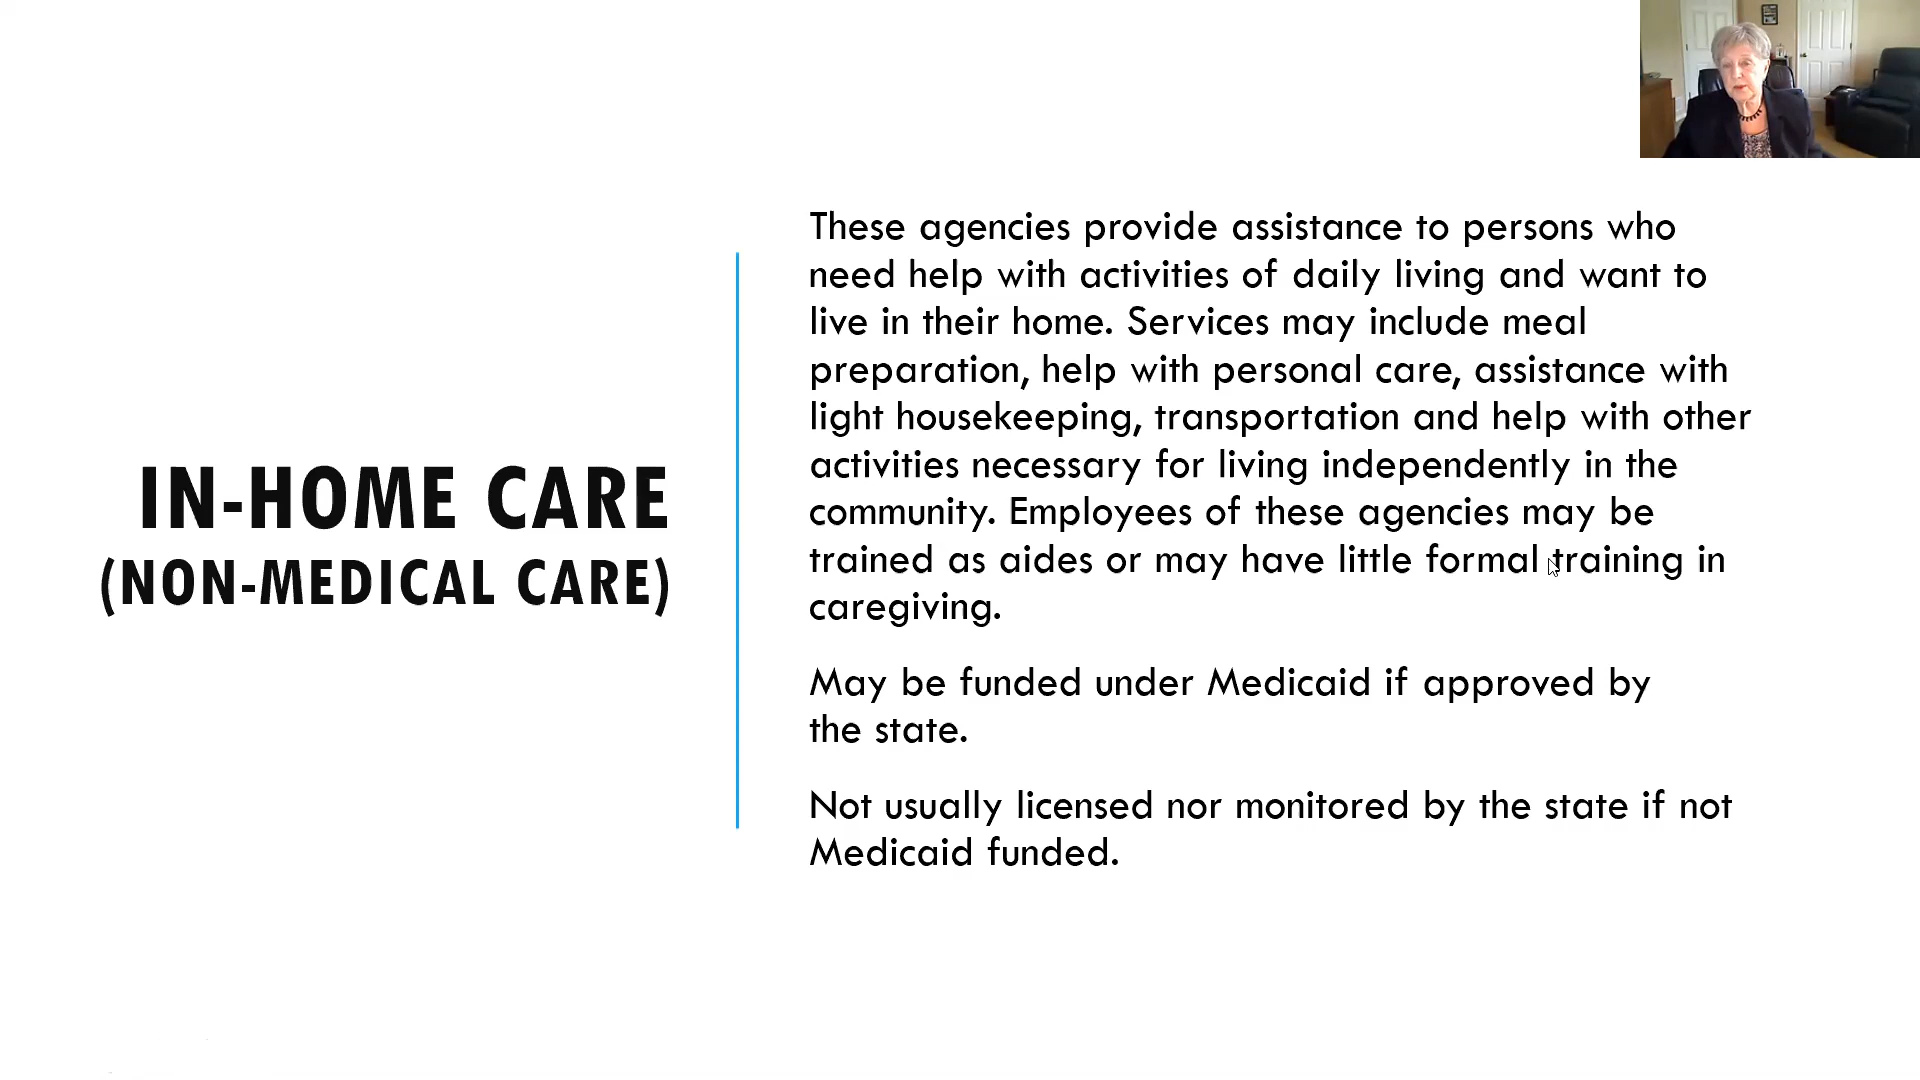 IN-HOME CARE
(NON-MEDICAL CARE)
These agencies provide assistance to persons who
need help with activities of daily living and want to
live in their home. Services may include meal
preparation, help with personal care, assistance with
light housekeeping, transportation and help with other
activities necessary for living independently in the
community. Employees of these agencies may be
trained as aides or may have little formal training in
caregiving.
May be funded under Medicaid if approved by
the state.
Not usually licensed nor monitored by the state if not
Medicaid funded.